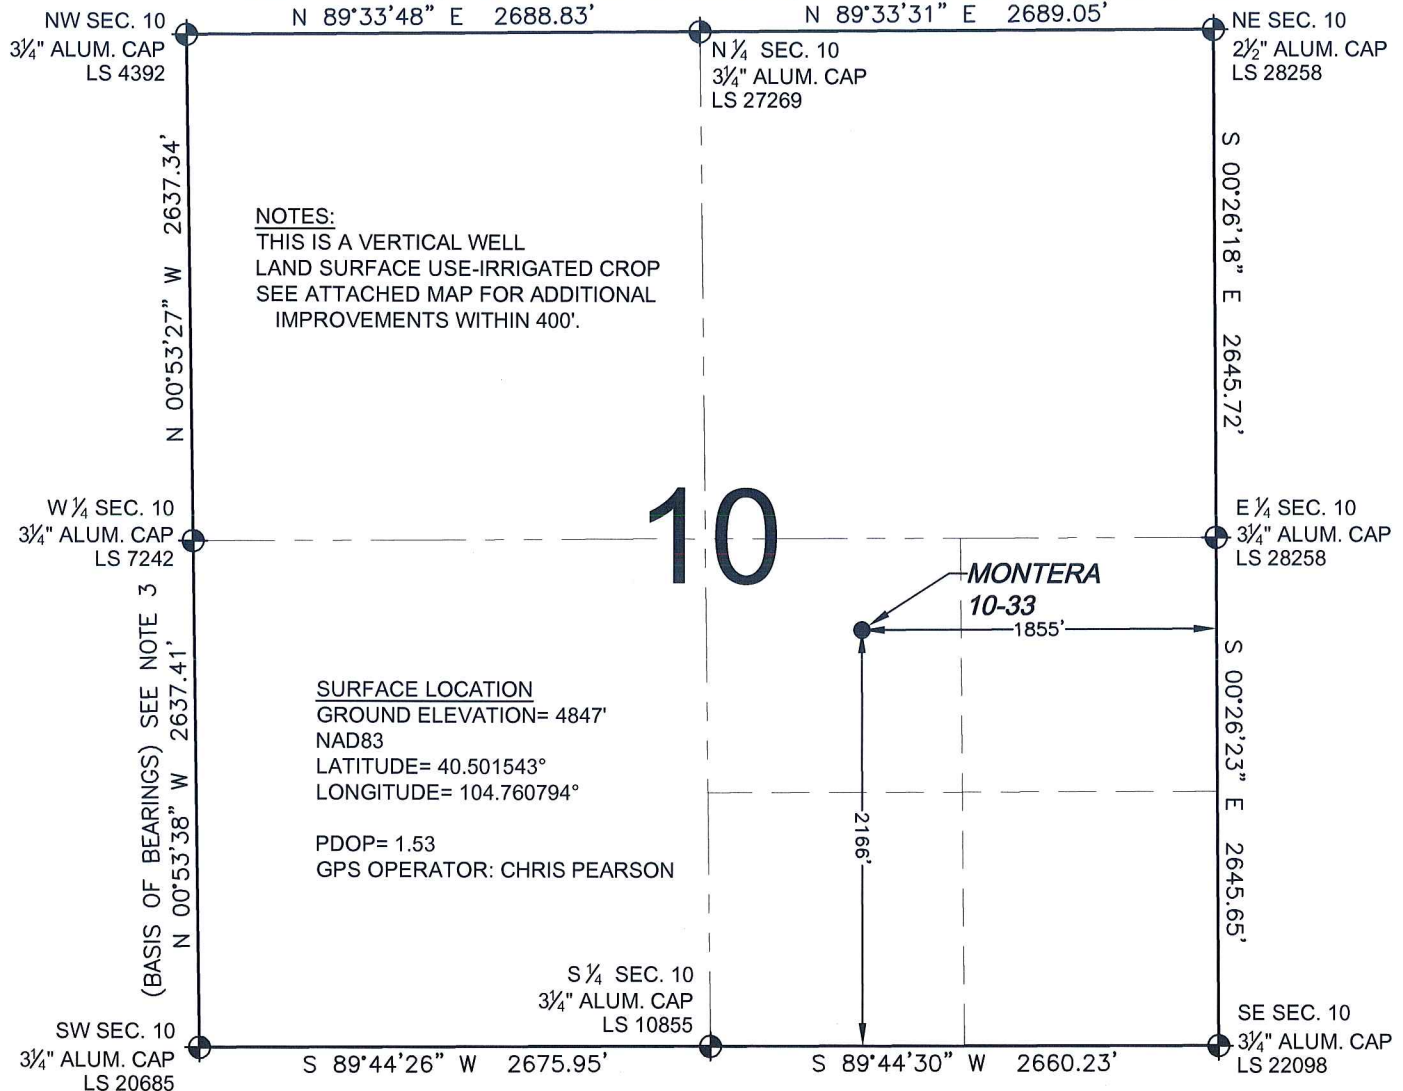 NW SEC. 10
3¼" ALUM. CAP
LS 4392
N 89°33'48" E 2688.83'
N ¼ SEC. 10
3¼" ALUM. CAP
LS 27269
N 89°33'31" E 2689.05'
NE SEC. 10
2½" ALUM. CAP
LS 28258
N 00°53'27" W 2637.34'
S 00°26'18" E 2645.72'
NOTES:
THIS IS A VERTICAL WELL
LAND SURFACE USE-IRRIGATED CROP
SEE ATTACHED MAP FOR ADDITIONAL
IMPROVEMENTS WITHIN 400'.
W ¼ SEC. 10
3¼" ALUM. CAP
LS 7242
10
E ¼ SEC. 10
3¼" ALUM. CAP
LS 28258
MONTERA
10-33
1855'
2166'
(BASIS OF BEARINGS) SEE NOTE 3
N 00°53'38" W 2637.41'
SURFACE LOCATION
GROUND ELEVATION= 4847'
NAD83
LATITUDE= 40.501543°
LONGITUDE= 104.760794°
PDOP= 1.53
GPS OPERATOR: CHRIS PEARSON
S 00°26'23" E 2645.65'
SW SEC. 10
3¼" ALUM. CAP
LS 20685
S 89°44'26" W 2675.95'
S ¼ SEC. 10
3¼" ALUM. CAP
LS 10855
S 89°44'30" W 2660.23'
SE SEC. 10
3¼" ALUM. CAP
LS 22098